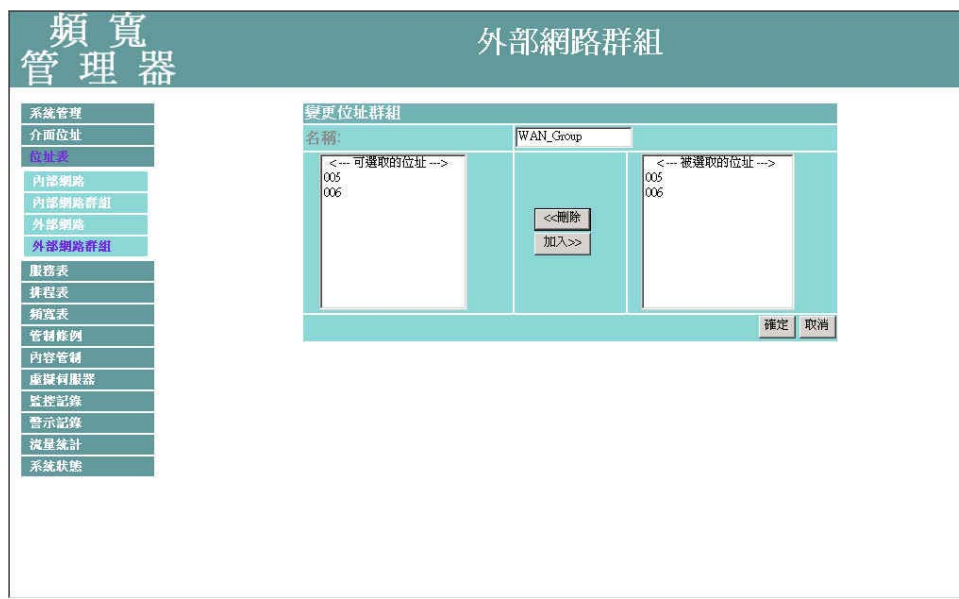 頻 寬
管 理 器
外部網路群組
系統管理
介面位址
位址表
內部網路
內部網路群組
外部網路
外部網路群組
服務表
排程表
頻寬表
管制條例
內容管制
虛擬伺服器
監控記錄
警示記錄
流量統計
系統狀態
變更位址群組
名稱:
WAN_Group
<--- 可選取的位址 --->
005
006
<<刪除
加入>>
<--- 被選取的位址 --->
005
006
確定
取消